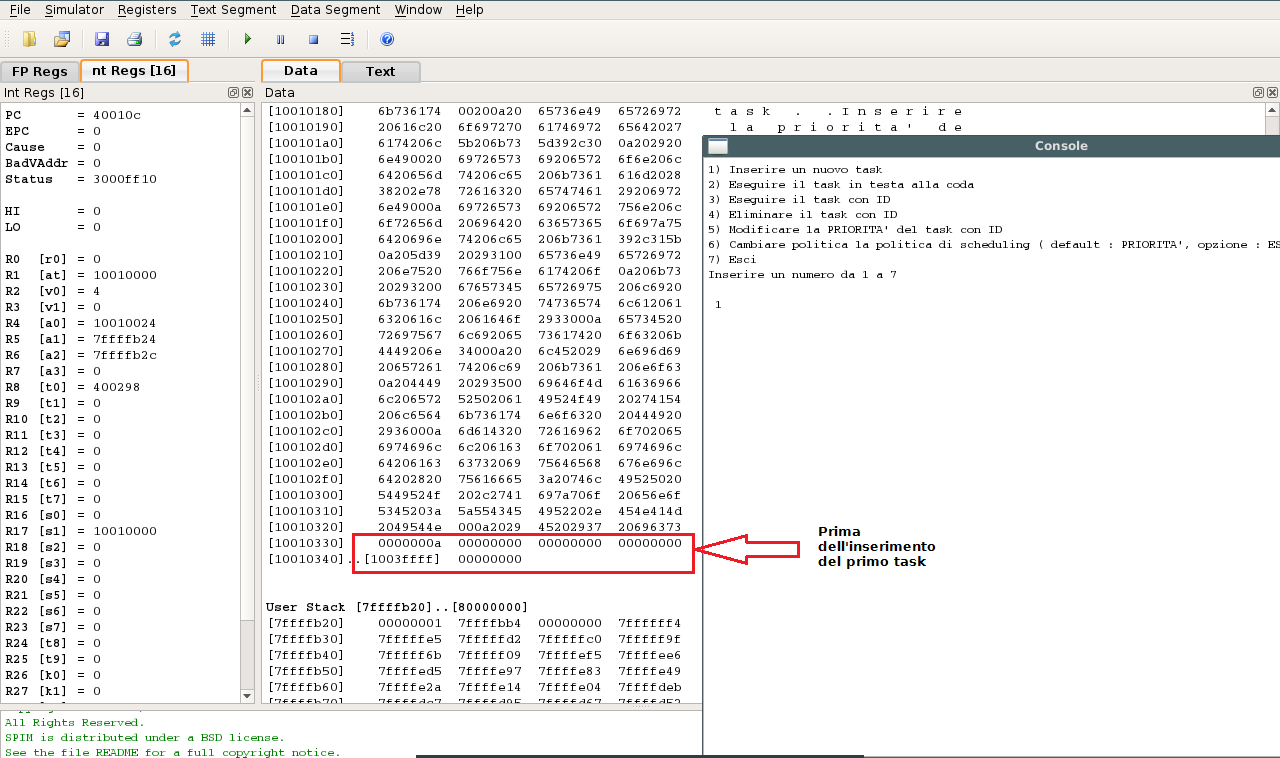 File Simulator Registers Text Segment Data Segment Window Help
FP Regs nt Regs [16] Data Text
Int Regs [16]
PC = 40010c
EPC = 0
Cause = 0
BadVAddr = 0
Status = 3000ff10
HI = 0
LO = 0
R0 [r0] = 0
R1 [at] = 10010000
R2 [v0] = 4
R3 [v1] = 0
R4 [a0] = 10010024
R5 [a1] = 7ffffb24
R6 [a2] = 7ffffb2c
R7 [a3] = 0
R8 [t0] = 400298
R9 [t1] = 0
R10 [t2] = 0
R11 [t3] = 0
R12 [t4] = 0
R13 [t5] = 0
R14 [t6] = 0
R15 [t7] = 0
R16 [s0] = 0
R17 [s1] = 10010000
R18 [s2] = 0
R19 [s3] = 0
R20 [s4] = 0
R21 [s5] = 0
R22 [s6] = 0
R23 [s7] = 0
R24 [t8] = 0
R25 [t9] = 0
R26 [k0] = 0
R27 [k1] = 0
Data
[10010180] 6b736174 00200a20 65736e49 65726972 t a s k . . I n s e r i r e
[10010190] 20616c20 6f697270 61746972 65642027 l a p r i o r i t a ' d e
[100101a0] 6174206c 5b206b73 5d392c30 0a202920
[100101b0] 6e490020 69726573 69206572 6f6e206c
[100101c0] 6420656d 74206c65 206b7361 616d2028
[100101d0] 38202e78 72616320 65747461 29206972
[100101e0] 6e49000a 69726573 69206572 756e206c
[100101f0] 6f72656d 20696420 63657365 6f697a75
[10010200] 6420696e 74206c65 206b7361 392c315b
[10010210] 0a205d39 20293100 65736e49 65726972
[10010220] 206e7520 766f756e 6174206f 0a206b73
[10010230] 20293200 67657345 65726975 206c6920
[10010240] 6b736174 206e6920 74736574 6c612061
[10010250] 6320616c 2061646f 2933000a 65734520
[10010260] 72697567 6c692065 73617420 6f63206b
[10010270] 4449206e 34000a20 6c452029 6e696d69
[10010280] 20657261 74206c69 206b7361 206e6f63
[10010290] 0a204449 20293500 69646f4d 61636966
[100102a0] 6c206572 52502061 49524f49 20274154
[100102b0] 206c6564 6b736174 6e6f6320 20444920
[100102c0] 2936000a 6d614320 72616962 6f702065
[100102d0] 6974696c 6c206163 6f702061 6974696c
[100102e0] 64206163 63732069 75646568 676e696c
[100102f0] 64202820 75616665 3a20746c 49525020
[10010300] 5449524f 202c2741 697a706f 20656e6f
[10010310] 5345203a 5a554345 4952202e 454e414d
[10010320] 2049544e 000a2029 45202937 20696373
[10010330] 0000000a 00000000 00000000 00000000
[10010340]..[1003ffff] 00000000
User Stack [7ffffb20]..[80000000]
[7ffffb20] 00000001 7ffffbb4 00000000 7ffffff4
[7ffffb30] 7fffffe5 7fffffd2 7fffffc0 7fffff9f
[7ffffb40] 7fffff6b 7fffff09 7ffffef5 7ffffee6
[7ffffb50] 7ffffed5 7ffffe97 7ffffe83 7ffffe49
[7ffffb60] 7ffffe2a 7ffffe14 7ffffe04 7ffffdeb
Console
1) Inserire un nuovo task
2) Eseguire il task in testa alla coda
3) Eseguire il task con ID
4) Eliminare il task con ID
5) Modificare la PRIORITA' del task con ID
6) Cambiare politica la politica di scheduling ( default : PRIORITA', opzione : ES
7) Esci
Inserire un numero da 1 a 7
1
Prima
dell'inserimento
del primo task
All Rights Reserved.
SPIM is distributed under a BSD license.
See the file README for a full copyright notice.